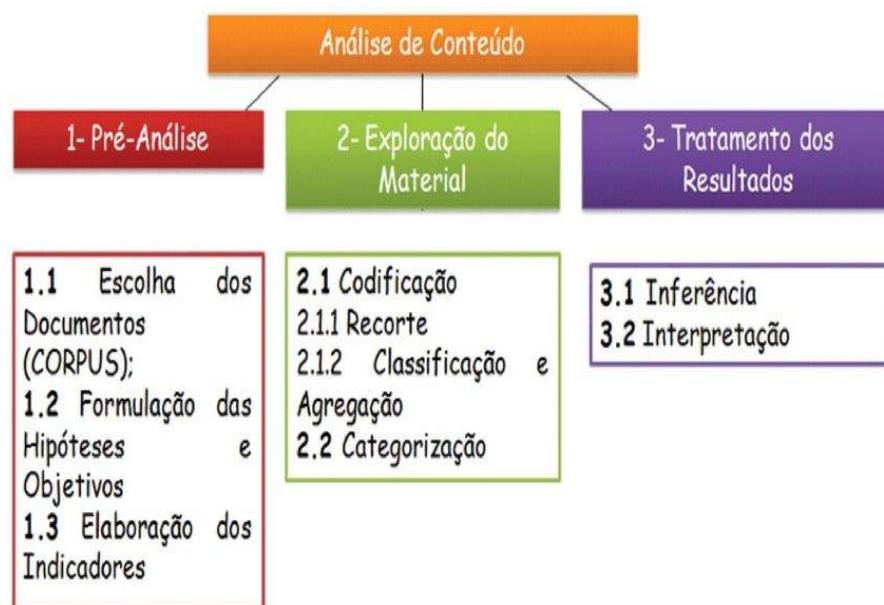 Análise de Conteúdo
1- Pré-Análise
2- Exploração do
Material
3- Tratamento dos
Resultados
1.1 Escolha dos
Documentos
(CORPUS);
1.2 Formulação das
Hipóteses e
Objetivos
1.3 Elaboração dos
Indicadores
2.1 Codificação
2.1.1 Recorte
2.1.2 Classificação e
Agregação
2.2 Categorização
3.1 Inferência
3.2 Interpretação